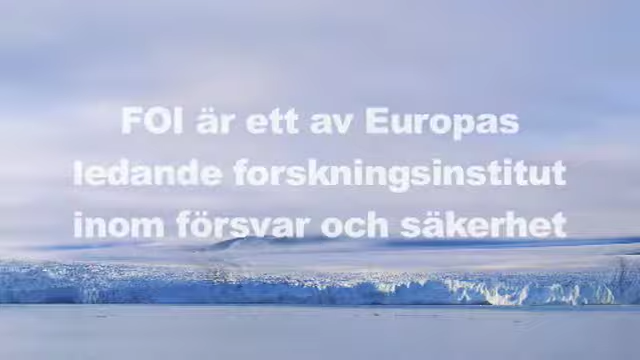 FOI är ett av Europas
ledande forskningsinstitut
inom försvar och säkerhet